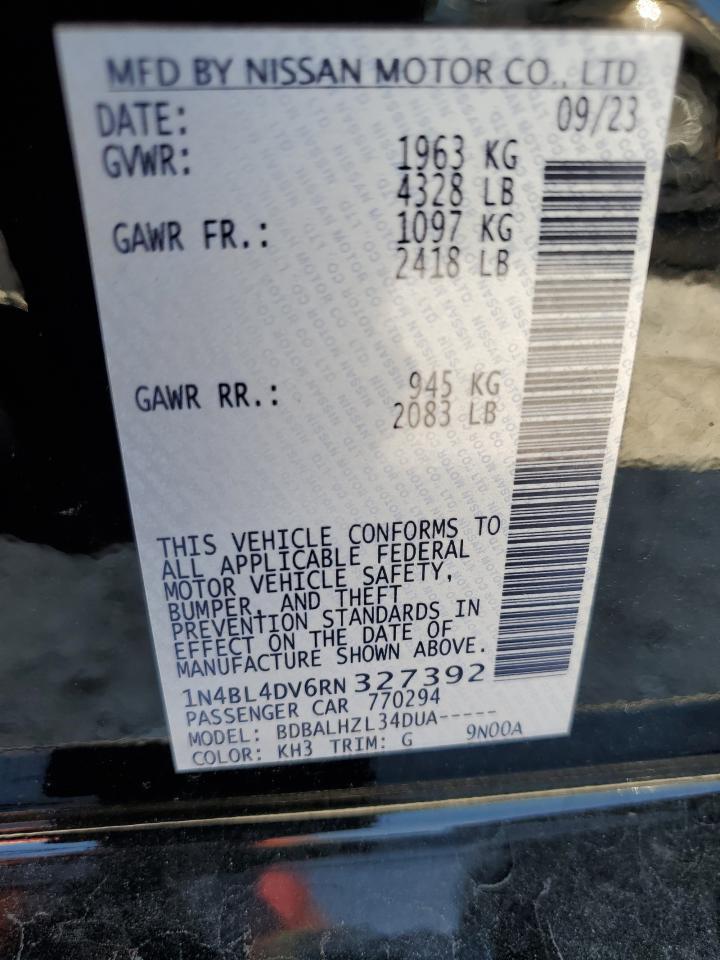 MFD BY NISSAN MOTOR CO., LTD
DATE: 09/23
GVWR: 1963 KG
4328 LB
GAWR FR.: 1097 KG
2418 LB
GAWR RR.: 945 KG
2083 LB
THIS VEHICLE CONFORMS TO
ALL APPLICABLE FEDERAL
MOTOR VEHICLE SAFETY,
BUMPER, AND THEFT
PREVENTION STANDARDS IN
EFFECT ON THE DATE OF
MANUFACTURE SHOWN ABOVE.
1N4BL4DV6RN327392
PASSENGER CAR 770294
MODEL: BDBALHZL34DUA-----
COLOR: KH3 TRIM: G 9N00A